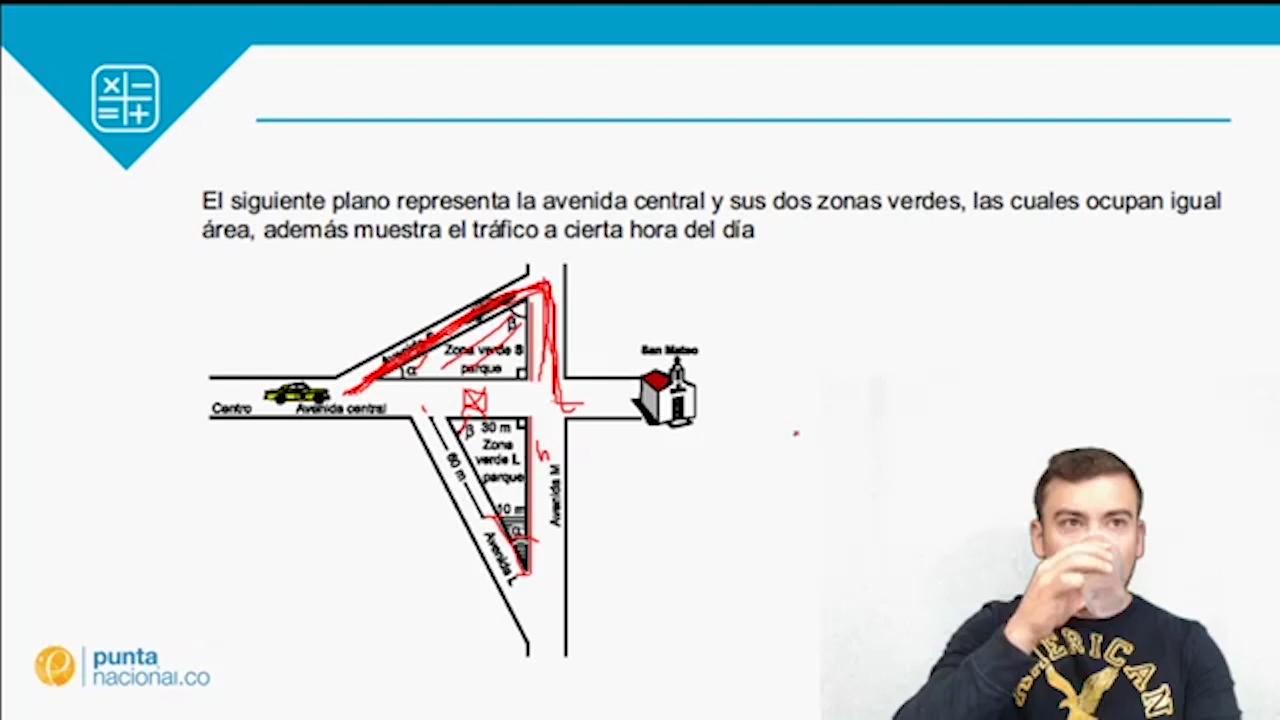 El siguiente plano representa la avenida central y sus dos zonas verdes, las cuales ocupan igual
área, además muestra el tráfico a cierta hora del día
San Mateo
β
Zona verde S
α
parque
Centro
Avenida central
β 30 m
Zona
verde L
parque
60 m
h
Avenida M
10 m
α
Avenida L
AMERICAN
punta
nacional.co